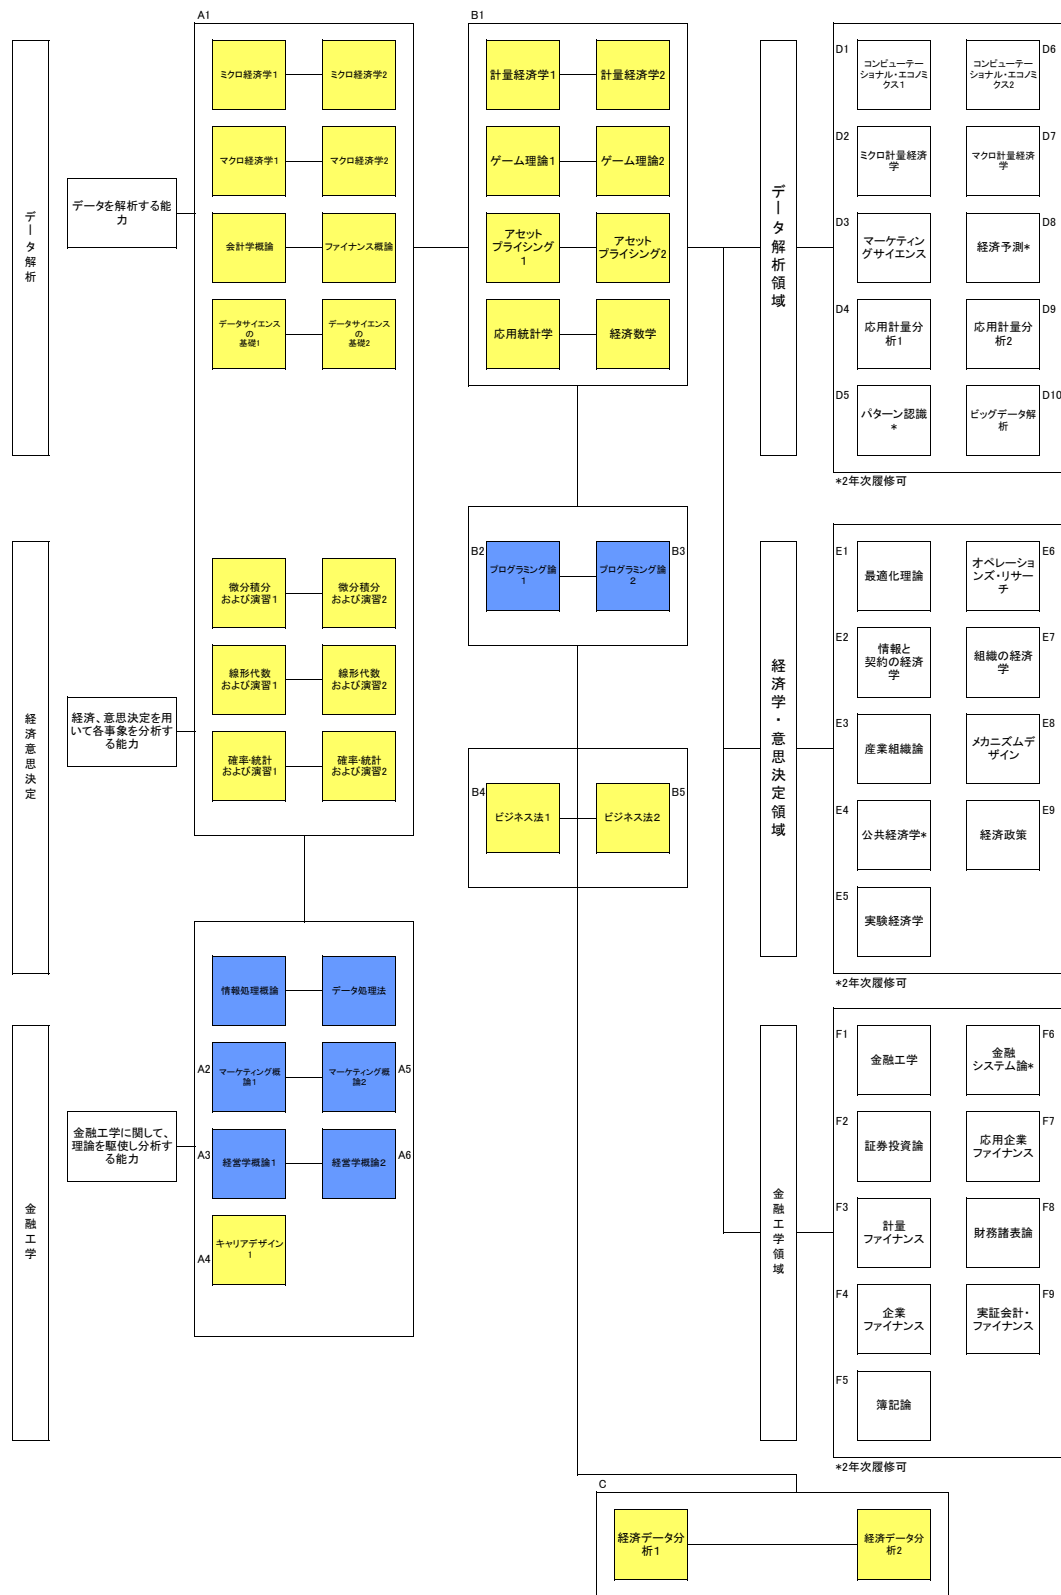 A1
B1
ミクロ経済学1
ミクロ経済学2
マクロ経済学1
マクロ経済学2
会計学概論
ファイナンス概論
データサイエンス
の
基礎1
データサイエンス
の
基礎2
微分積分
および演習1
微分積分
および演習2
線形代数
および演習1
線形代数
および演習2
確率・統計
および演習1
確率・統計
および演習2
データ解析
データを解析する能
力
経済意思決定
経済、意思決定を用
いて各事象を分析す
る能力
金融工学
金融工学に関して、
理論を駆使し分析す
る能力
情報処理概論
データ処理法
A2
マーケティング概
論1
マーケティング概
論2
A5
A3
経営学概論1
経営学概論2
A6
A4
キャリアデザイン
1
計量経済学1
計量経済学2
ゲーム理論1
ゲーム理論2
アセット
プライシング
1
アセット
プライシング2
応用統計学
経済数学
B2
プログラミング論
1
プログラミング論
2
B3
B4
ビジネス法1
ビジネス法2
B5
データ解析領域
D1
コンピューテー
ショナル・エコノミ
クス1
コンピューテー
ショナル・エコノミ
クス2
D6
D2
ミクロ計量経済
学
マクロ計量経済
学
D7
D3
マーケティン
グサイエンス
経済予測*
D8
D4
応用計量分
析1
応用計量分
析2
D9
D5
パターン認識
*
ビッグデータ解
析
D10
*2年次履修可
経済学・意思決定領域
E1
最適化理論
オペレーショ
ンズ・リサー
チ
E6
E2
情報と
契約の経済
学
組織の経済
学
E7
E3
産業組織論
メカニズムデ
ザイン
E8
E4
公共経済学*
経済政策
E9
E5
実験経済学
*2年次履修可
金融工学領域
F1
金融工学
金融
システム論*
F6
F2
証券投資論
応用企業
ファイナンス
F7
F3
計量
ファイナンス
財務諸表論
F8
F4
企業
ファイナンス
実証会計・
ファイナンス
F9
F5
簿記論
*2年次履修可
C
経済データ分
析1
経済データ分
析2